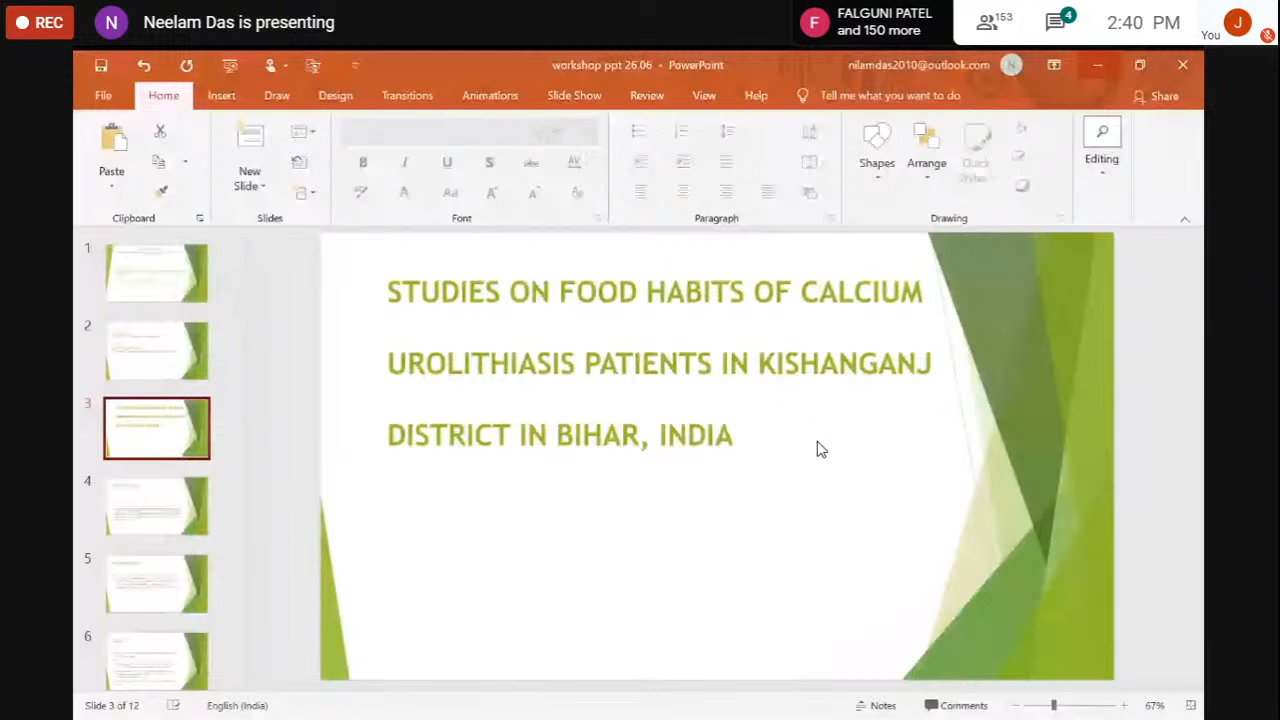 REC
N
Neelam Das is presenting
F
FALGUNI PATEL
and 150 more
153
4
2:40 PM
You
J
workshop ppt 26.06 - PowerPoint
nilamdas2010@outlook.com
N
File Home Insert Draw Design Transitions Animations Slide Show Review View Help Tell me what you want to do Share
Paste
New
Slide
Shapes
Arrange
Quick
Styles
Editing
Clipboard
Slides
Font
Paragraph
Drawing
1
2
3
4
5
6
STUDIES ON FOOD HABITS OF CALCIUM
UROLITHIASIS PATIENTS IN KISHANGANJ
DISTRICT IN BIHAR, INDIA
Slide 3 of 12
English (India)
Notes
Comments
67%